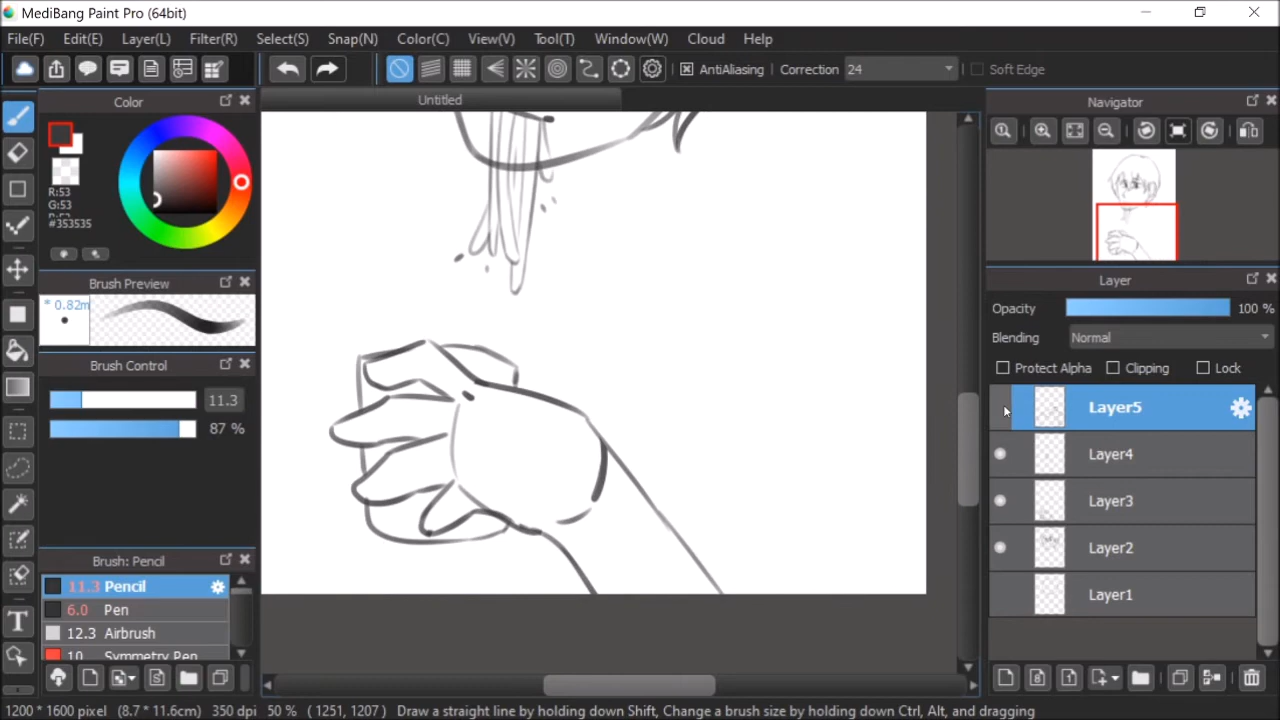 MediBang Paint Pro (64bit)
File(F) Edit(E) Layer(L) Filter(R) Select(S) Snap(N) Color(C) View(V) Tool(T) Window(W) Cloud Help
AntiAliasing Correction 24 Soft Edge
Color
Untitled
Navigator
R:53
G:53
#353535
Brush Preview
* 0.82m
Layer
Opacity 100 %
Blending Normal
Protect Alpha Clipping Lock
Brush Control
11.3
87 %
Layer5
Layer4
Layer3
Layer2
Layer1
Brush: Pencil
11.3 Pencil
6.0 Pen
12.3 Airbrush
10 Symmetry Pen
1200 * 1600 pixel (8.7 * 11.6cm) 350 dpi 50 % (1251, 1207) Draw a straight line by holding down Shift, Change a brush size by holding down Ctrl, Alt, and dragging